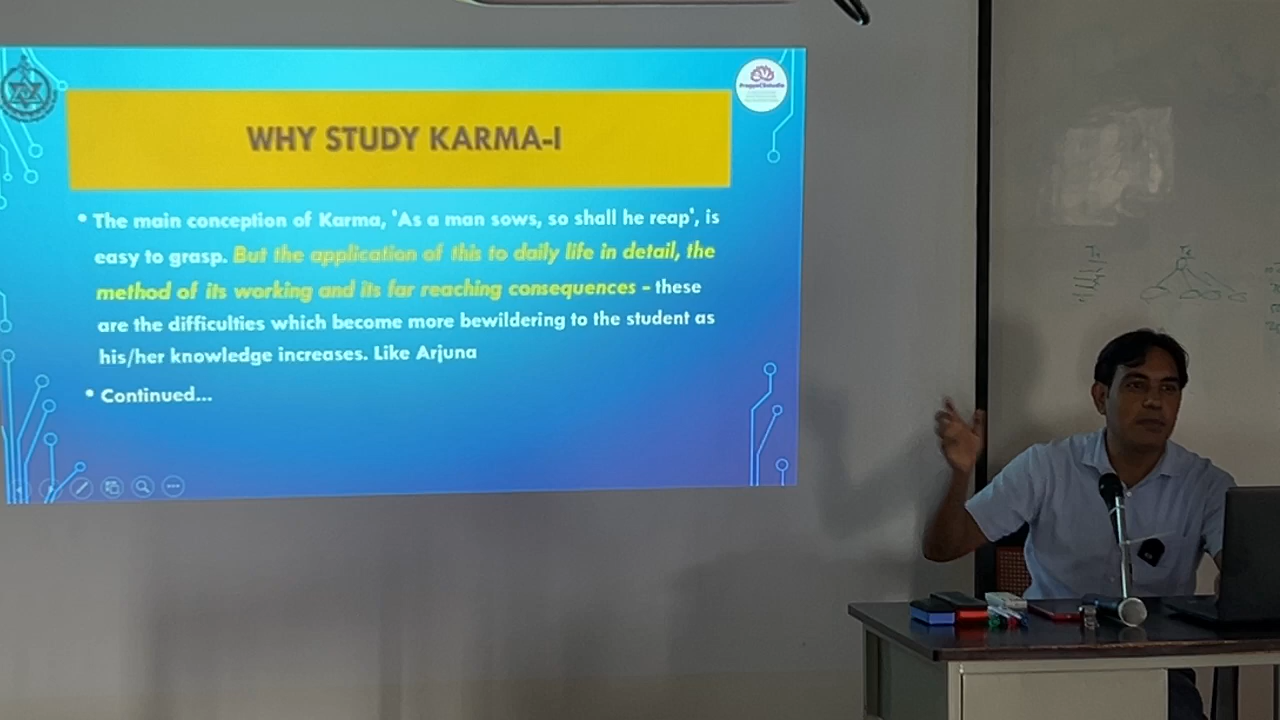 PragyaCSstudio
WHY STUDY KARMA-I
• The main conception of Karma, 'As a man sows, so shall he reap', is
easy to grasp. But the application of this to daily life in detail, the
method of its working and its far reaching consequences - these
are the difficulties which become more bewildering to the student as
his/her knowledge increases. Like Arjuna
• Continued...